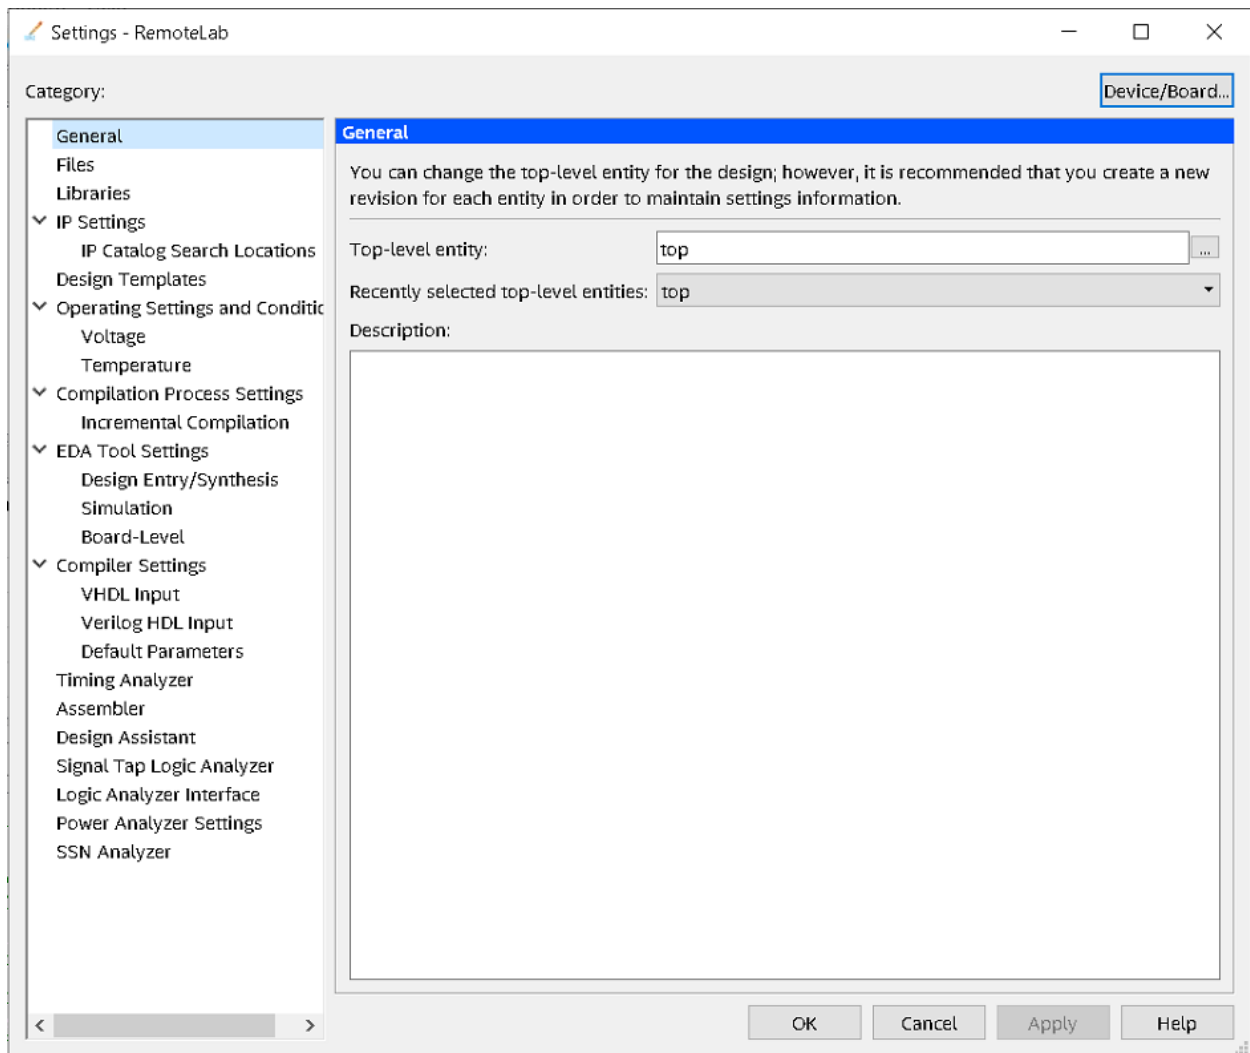 Settings - RemoteLab
Category:
Device/Board...
General
Files
Libraries
IP Settings
IP Catalog Search Locations
Design Templates
Operating Settings and Conditic
Voltage
Temperature
Compilation Process Settings
Incremental Compilation
EDA Tool Settings
Design Entry/Synthesis
Simulation
Board-Level
Compiler Settings
VHDL Input
Verilog HDL Input
Default Parameters
Timing Analyzer
Assembler
Design Assistant
Signal Tap Logic Analyzer
Logic Analyzer Interface
Power Analyzer Settings
SSN Analyzer
General
You can change the top-level entity for the design; however, it is recommended that you create a new
revision for each entity in order to maintain settings information.
Top-level entity: top ...
Recently selected top-level entities: top
Description:
OK Cancel Apply Help